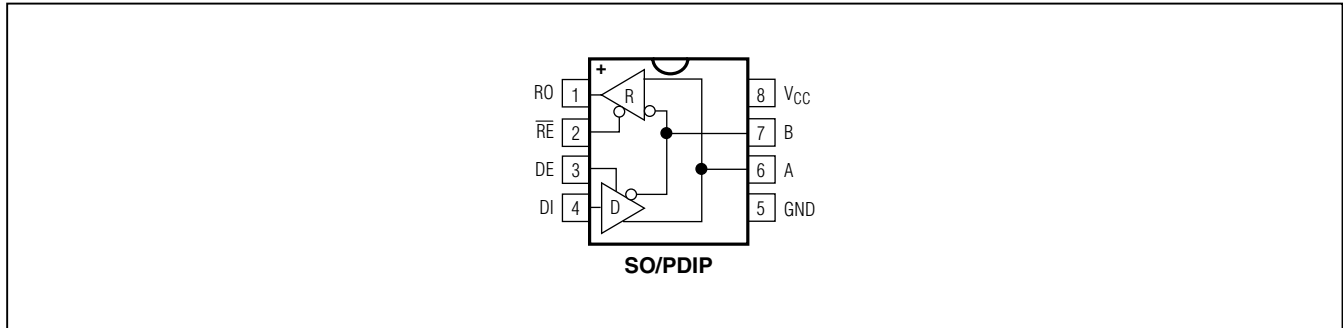 +
RO 1 R 8 VCC
RE 2 7 B
DE 3 6 A
DI 4 D 5 GND
SO/PDIP